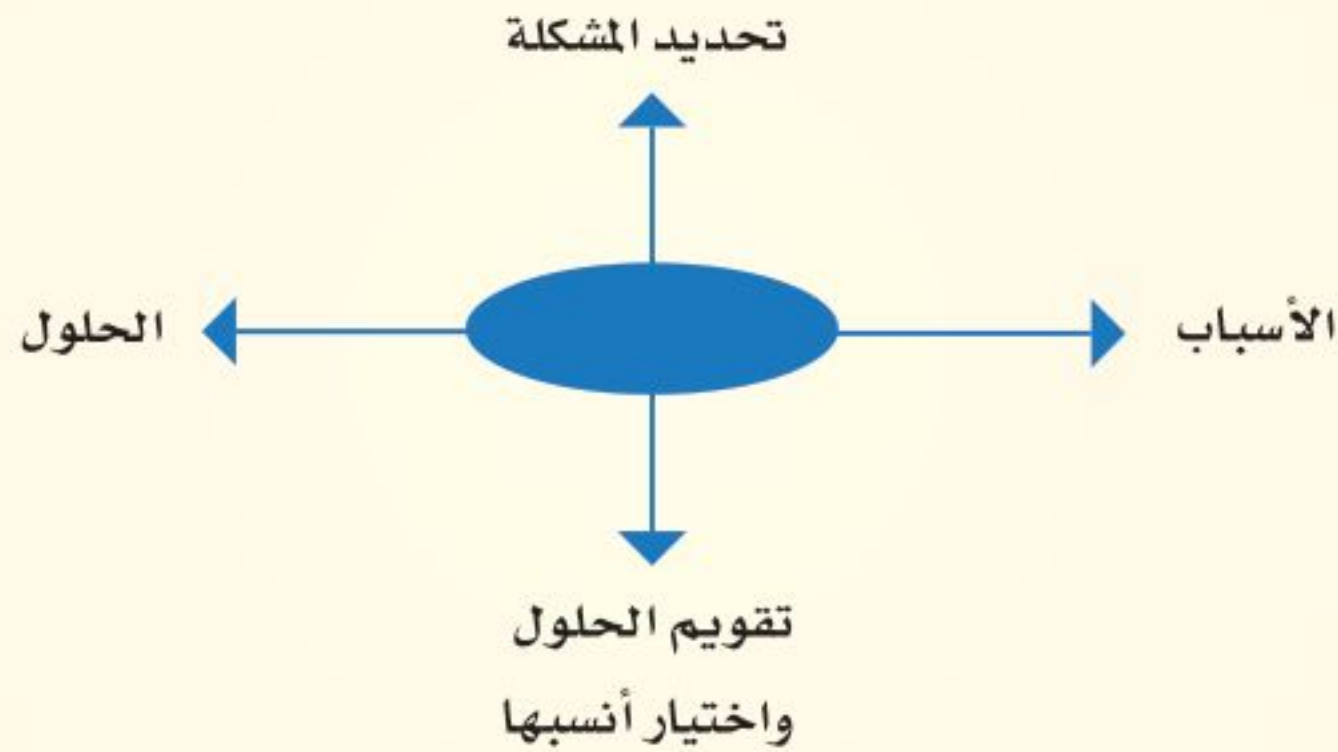 تحديد المشكلة
الأسباب
الحلول
تقويم الحلول
واختيار أنسبها